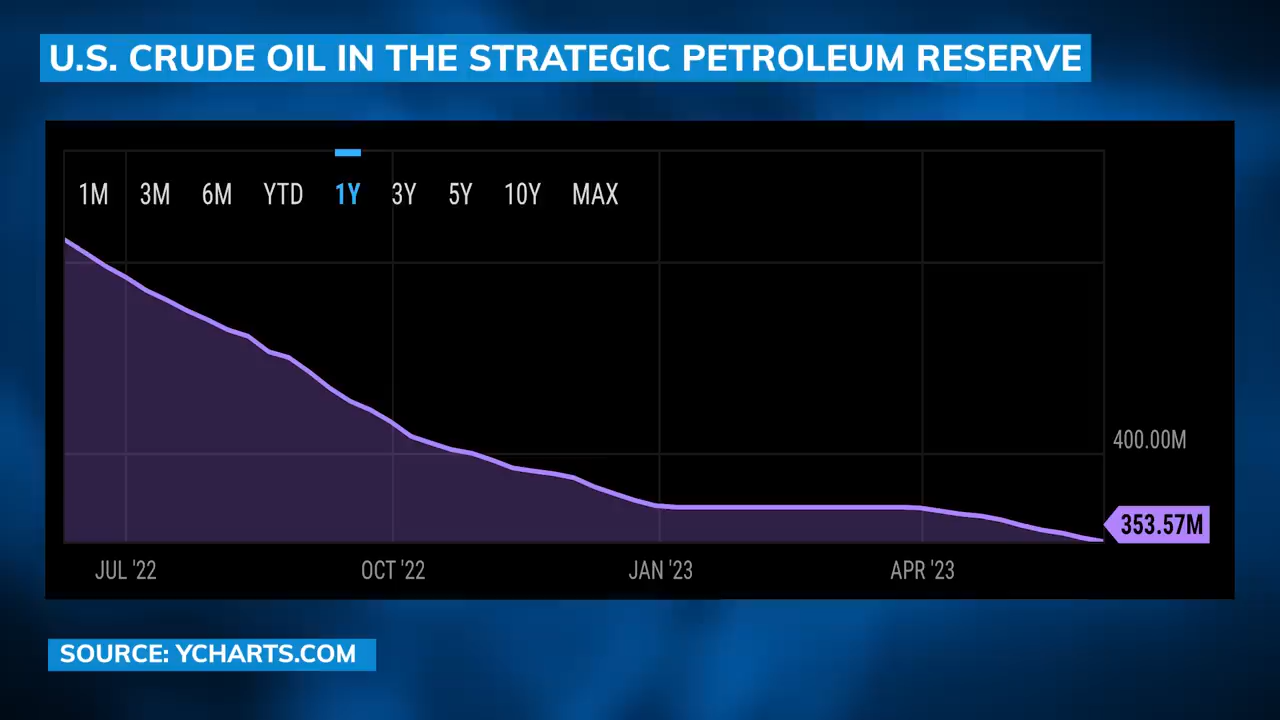 U.S. CRUDE OIL IN THE STRATEGIC PETROLEUM RESERVE
1M 3M 6M YTD 1Y 3Y 5Y 10Y MAX
400.00M
353.57M
JUL '22 OCT '22 JAN '23 APR '23
SOURCE: YCHARTS.COM